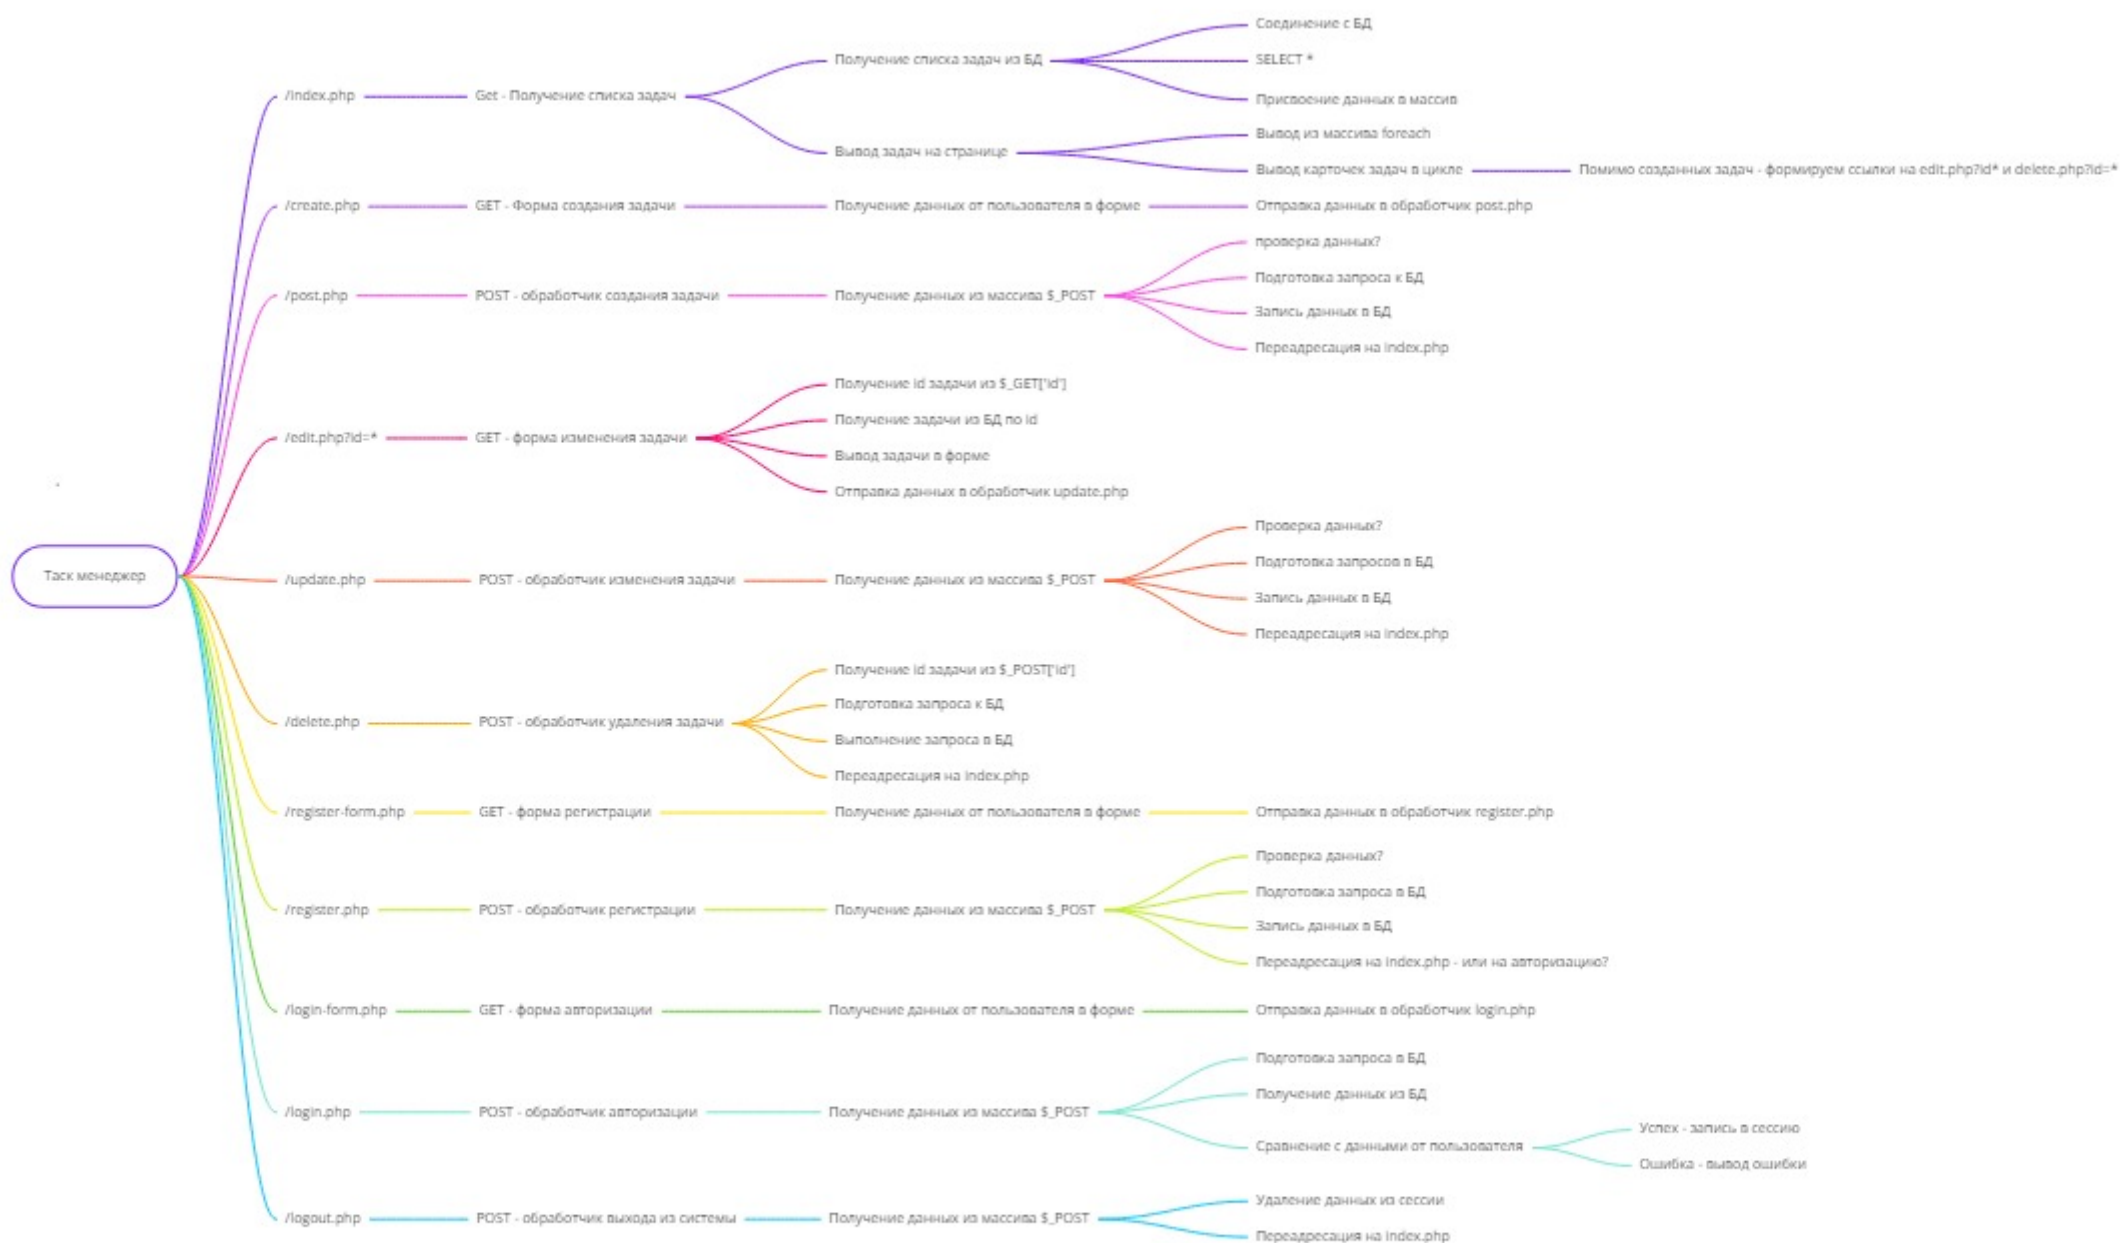 Таск менеджер
/index.php
Get - Получение списка задач
Получение списка задач из БД
Соединение с БД
SELECT *
Присвоение данных в массив
Вывод задач на странице
Вывод из массива foreach
Вывод карточек задач в цикле
Помимо созданных задач - формируем ссылки на edit.php?id* и delete.php?id=*
/create.php
GET - Форма создания задачи
Получение данных от пользователя в форме
Отправка данных в обработчик post.php
/post.php
POST - обработчик создания задачи
Получение данных из массива $_POST
проверка данных?
Подготовка запроса к БД
Запись данных в БД
Переадресация на index.php
/edit.php?id=*
GET - форма изменения задачи
Получение id задачи из $_GET['id']
Получение задачи из БД по id
Вывод задачи в форме
Отправка данных в обработчик update.php
/update.php
POST - обработчик изменения задачи
Получение данных из массива $_POST
Проверка данных?
Подготовка запросов в БД
Запись данных в БД
Переадресация на index.php
/delete.php
POST - обработчик удаления задачи
Получение id задачи из $_POST['id']
Подготовка запроса к БД
Выполнение запроса в БД
Переадресация на index.php
/register-form.php
GET - форма регистрации
Получение данных от пользователя в форме
Отправка данных в обработчик register.php
/register.php
POST - обработчик регистрации
Получение данных из массива $_POST
Проверка данных?
Подготовка запроса в БД
Запись данных в БД
Переадресация на index.php - или на авторизацию?
/login-form.php
GET - форма авторизации
Получение данных от пользователя в форме
Отправка данных в обработчик login.php
/login.php
POST - обработчик авторизации
Получение данных из массива $_POST
Подготовка запроса в БД
Получение данных из БД
Сравнение с данными от пользователя
Успех - запись в сессию
Ошибка - вывод ошибки
/logout.php
POST - обработчик выхода из системы
Получение данных из массива $_POST
Удаление данных из сессии
Переадресация на index.php